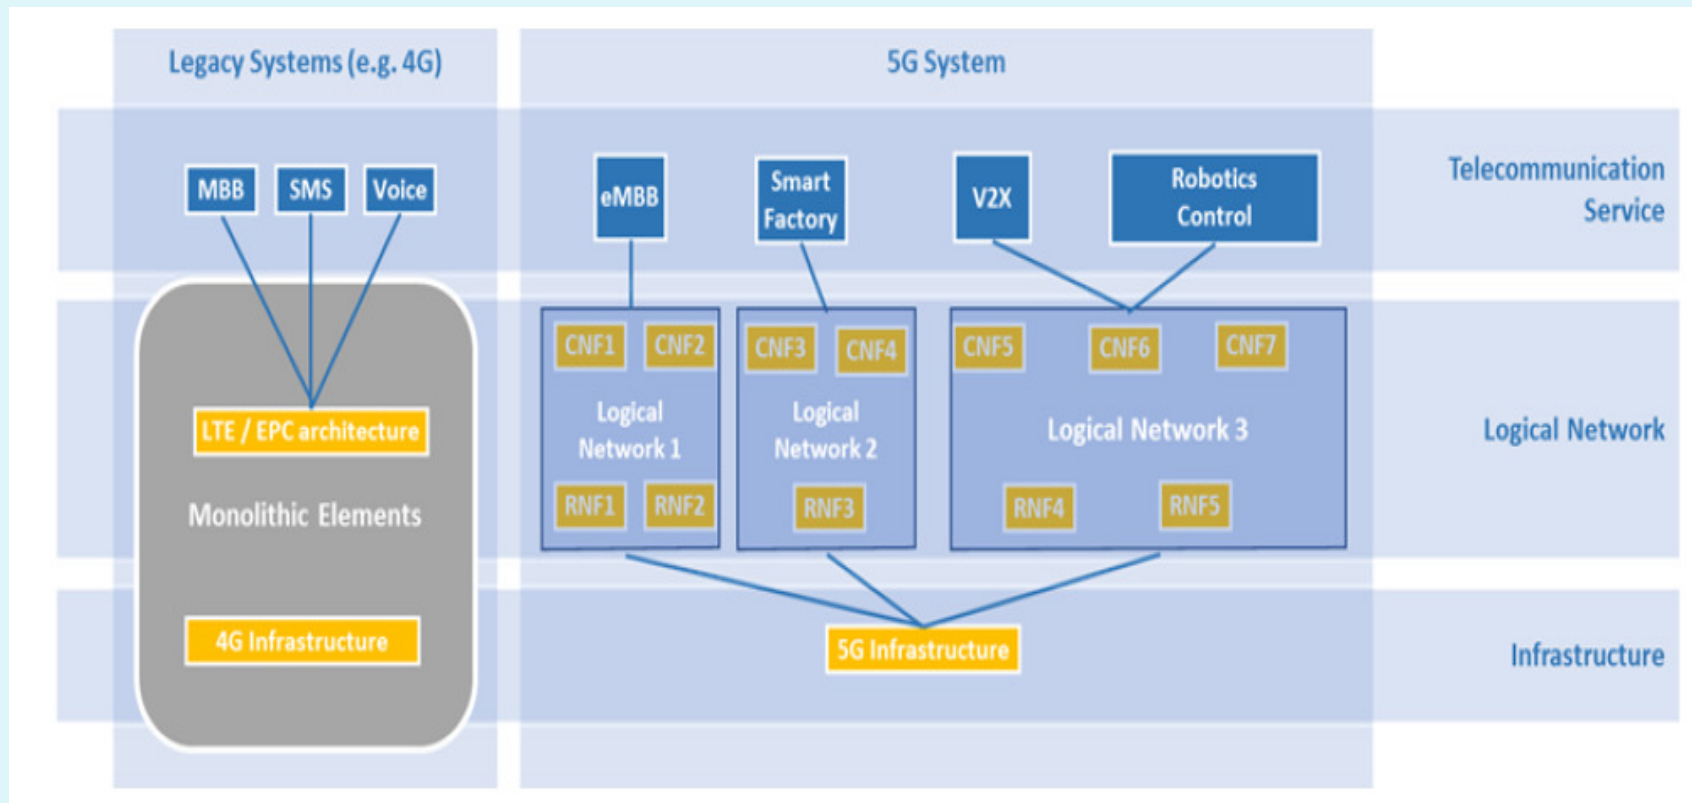 Legacy Systems (e.g. 4G)
5G System
MBB
SMS
Voice
eMBB
Smart
Factory
V2X
Robotics
Control
Telecommunication
Service
CNF1
CNF2
CNF3
CNF4
CNF5
CNF6
CNF7
LTE / EPC architecture
Logical
Network 1
Logical
Network 2
Logical Network 3
Logical Network
Monolithic Elements
RNF1
RNF2
RNF3
RNF4
RNF5
4G Infrastructure
5G Infrastructure
Infrastructure